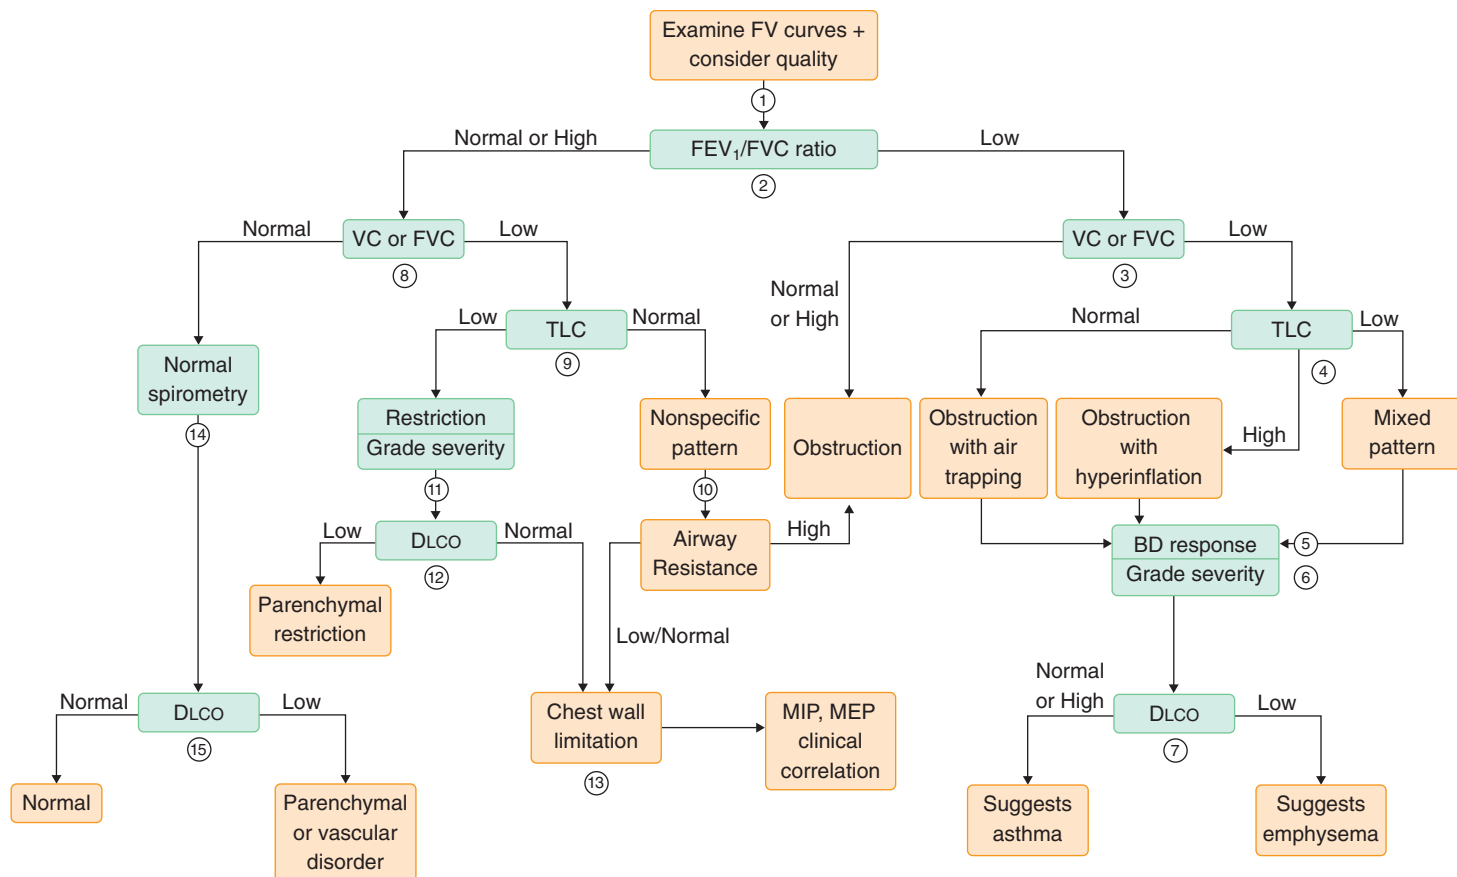 Examine FV curves +
consider quality
1
Normal or High
FEV₁/FVC ratio
Low
2
Normal
VC or FVC
Low
8
VC or FVC
Low
3
Normal
or High
Low
TLC
Normal
9
Normal
TLC
Low
4
Normal
spirometry
14
Restriction
Grade severity
11
Nonspecific
pattern
10
Obstruction
Obstruction
with air
trapping
Obstruction
with
hyperinflation
High
Mixed
pattern
Low
DLCO
Normal
12
Airway
Resistance
High
BD response
5
Grade severity
6
Parenchymal
restriction
Low/Normal
Normal
DLCO
Low
15
Chest wall
limitation
13
MIP, MEP
clinical
correlation
Normal
or High
DLCO
Low
7
Normal
Parenchymal
or vascular
disorder
Suggests
asthma
Suggests
emphysema